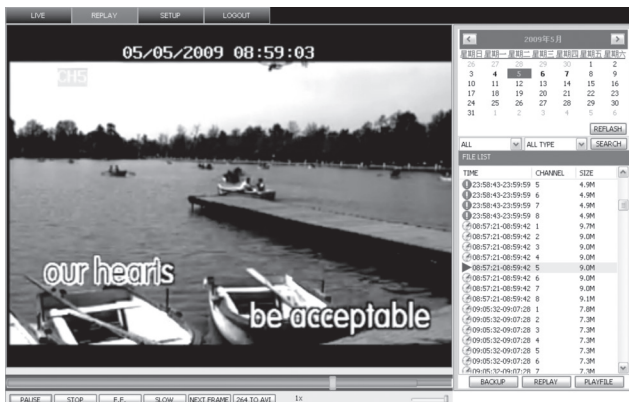 LIVE REPLAY SETUP LOGOUT
05/05/2009 08:59:03
CH5
our hearls
be acceptable
PAUSE STOP F.F. SLOW NEXT FRAME 264 TO AVI 1x
< 2009年5月 >
星期日 星期一 星期二 星期三 星期四 星期五 星期六
26 27 28 29 30 1 2
3 4 5 6 7 8 9
10 11 12 13 14 15 16
17 18 19 20 21 22 23
24 25 26 27 28 29 30
31 1 2 3 4 5 6
REFLASH
ALL ALL TYPE SEARCH
FILE LIST
TIME CHANNEL SIZE
23:58:43-23:59:59 5 4.9M
23:58:43-23:59:59 6 4.9M
23:58:43-23:59:59 7 4.9M
23:58:43-23:59:59 8 4.9M
08:57:21-08:59:42 1 9.7M
08:57:21-08:59:42 2 9.0M
08:57:21-08:59:42 3 9.0M
08:57:21-08:59:42 4 9.0M
08:57:21-08:59:42 5 9.0M
08:57:21-08:59:42 6 9.0M
08:57:21-08:59:42 7 9.0M
08:57:21-08:59:42 8 9.1M
09:05:32-09:07:28 1 7.8M
09:05:32-09:07:28 2 7.3M
09:05:32-09:07:28 3 7.3M
09:05:32-09:07:28 4 7.3M
09:05:32-09:07:28 5 7.3M
09:05:32-09:07:28 6 7.3M
09:05:32-09:07:28 7 7.3M
BACKUP REPLAY PLAYFILE